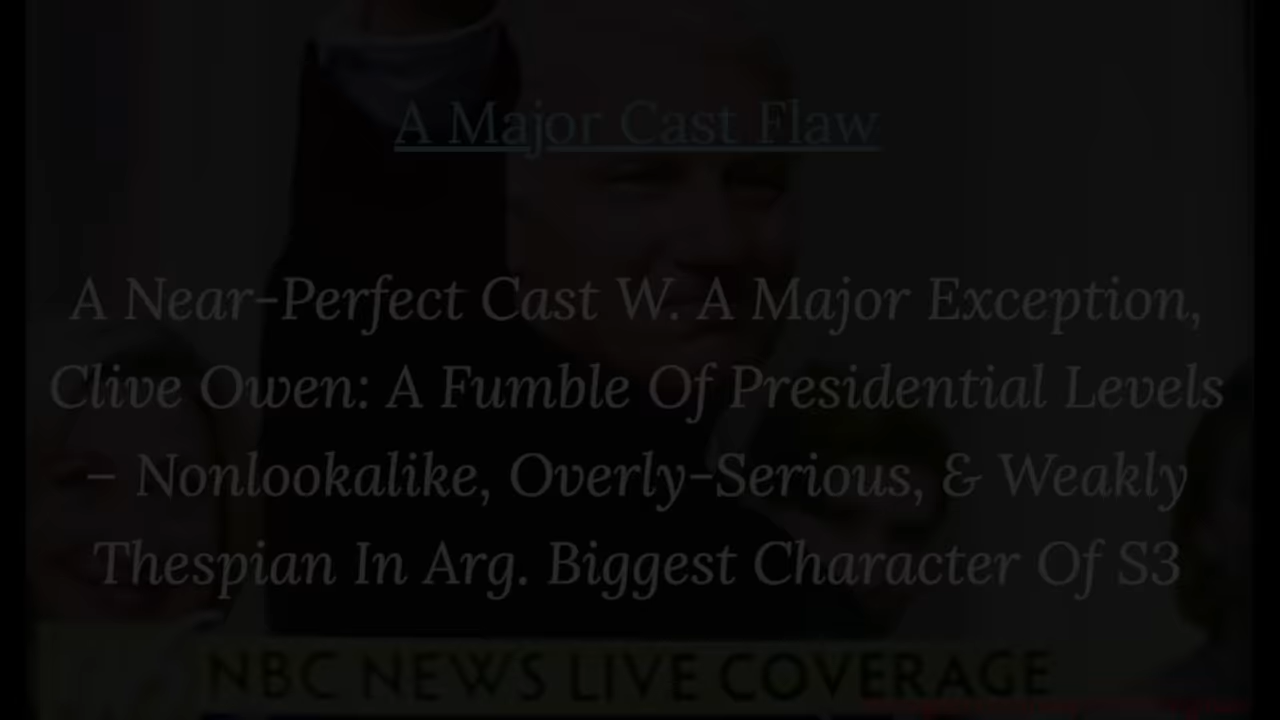 A Major Cast Flaw
A Near-Perfect Cast W. A Major Exception,
Clive Owen: A Fumble Of Presidential Levels
– Nonlookalike, Overly-Serious, & Weakly
Thespian In Arg. Biggest Character Of S3
NBC NEWS LIVE COVERAGE